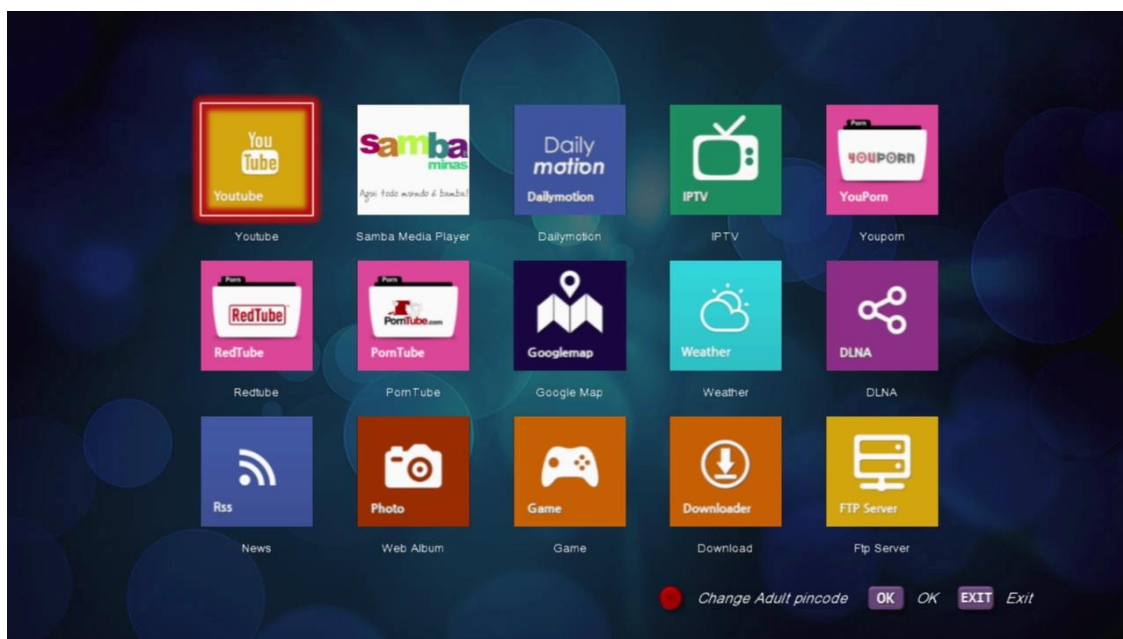 You
Tube
Youtube
Youtube
samba
minas
Aqui todo mundo é bamba!
Samba Media Player
Daily
motion
Dailymotion
Dailymotion
IPTV
IPTV
Porn
YOUPORN
YouPorn
Youporn
Porn
RedTube
RedTube
Redtube
Porn
PornTube.com
PornTube
PornTube
Googlemap
Google Map
Weather
Weather
DLNA
DLNA
Rss
News
Photo
Web Album
Game
Game
Downloader
Download
FTP Server
Ftp Server
Change Adult pincode
OK OK
EXIT Exit